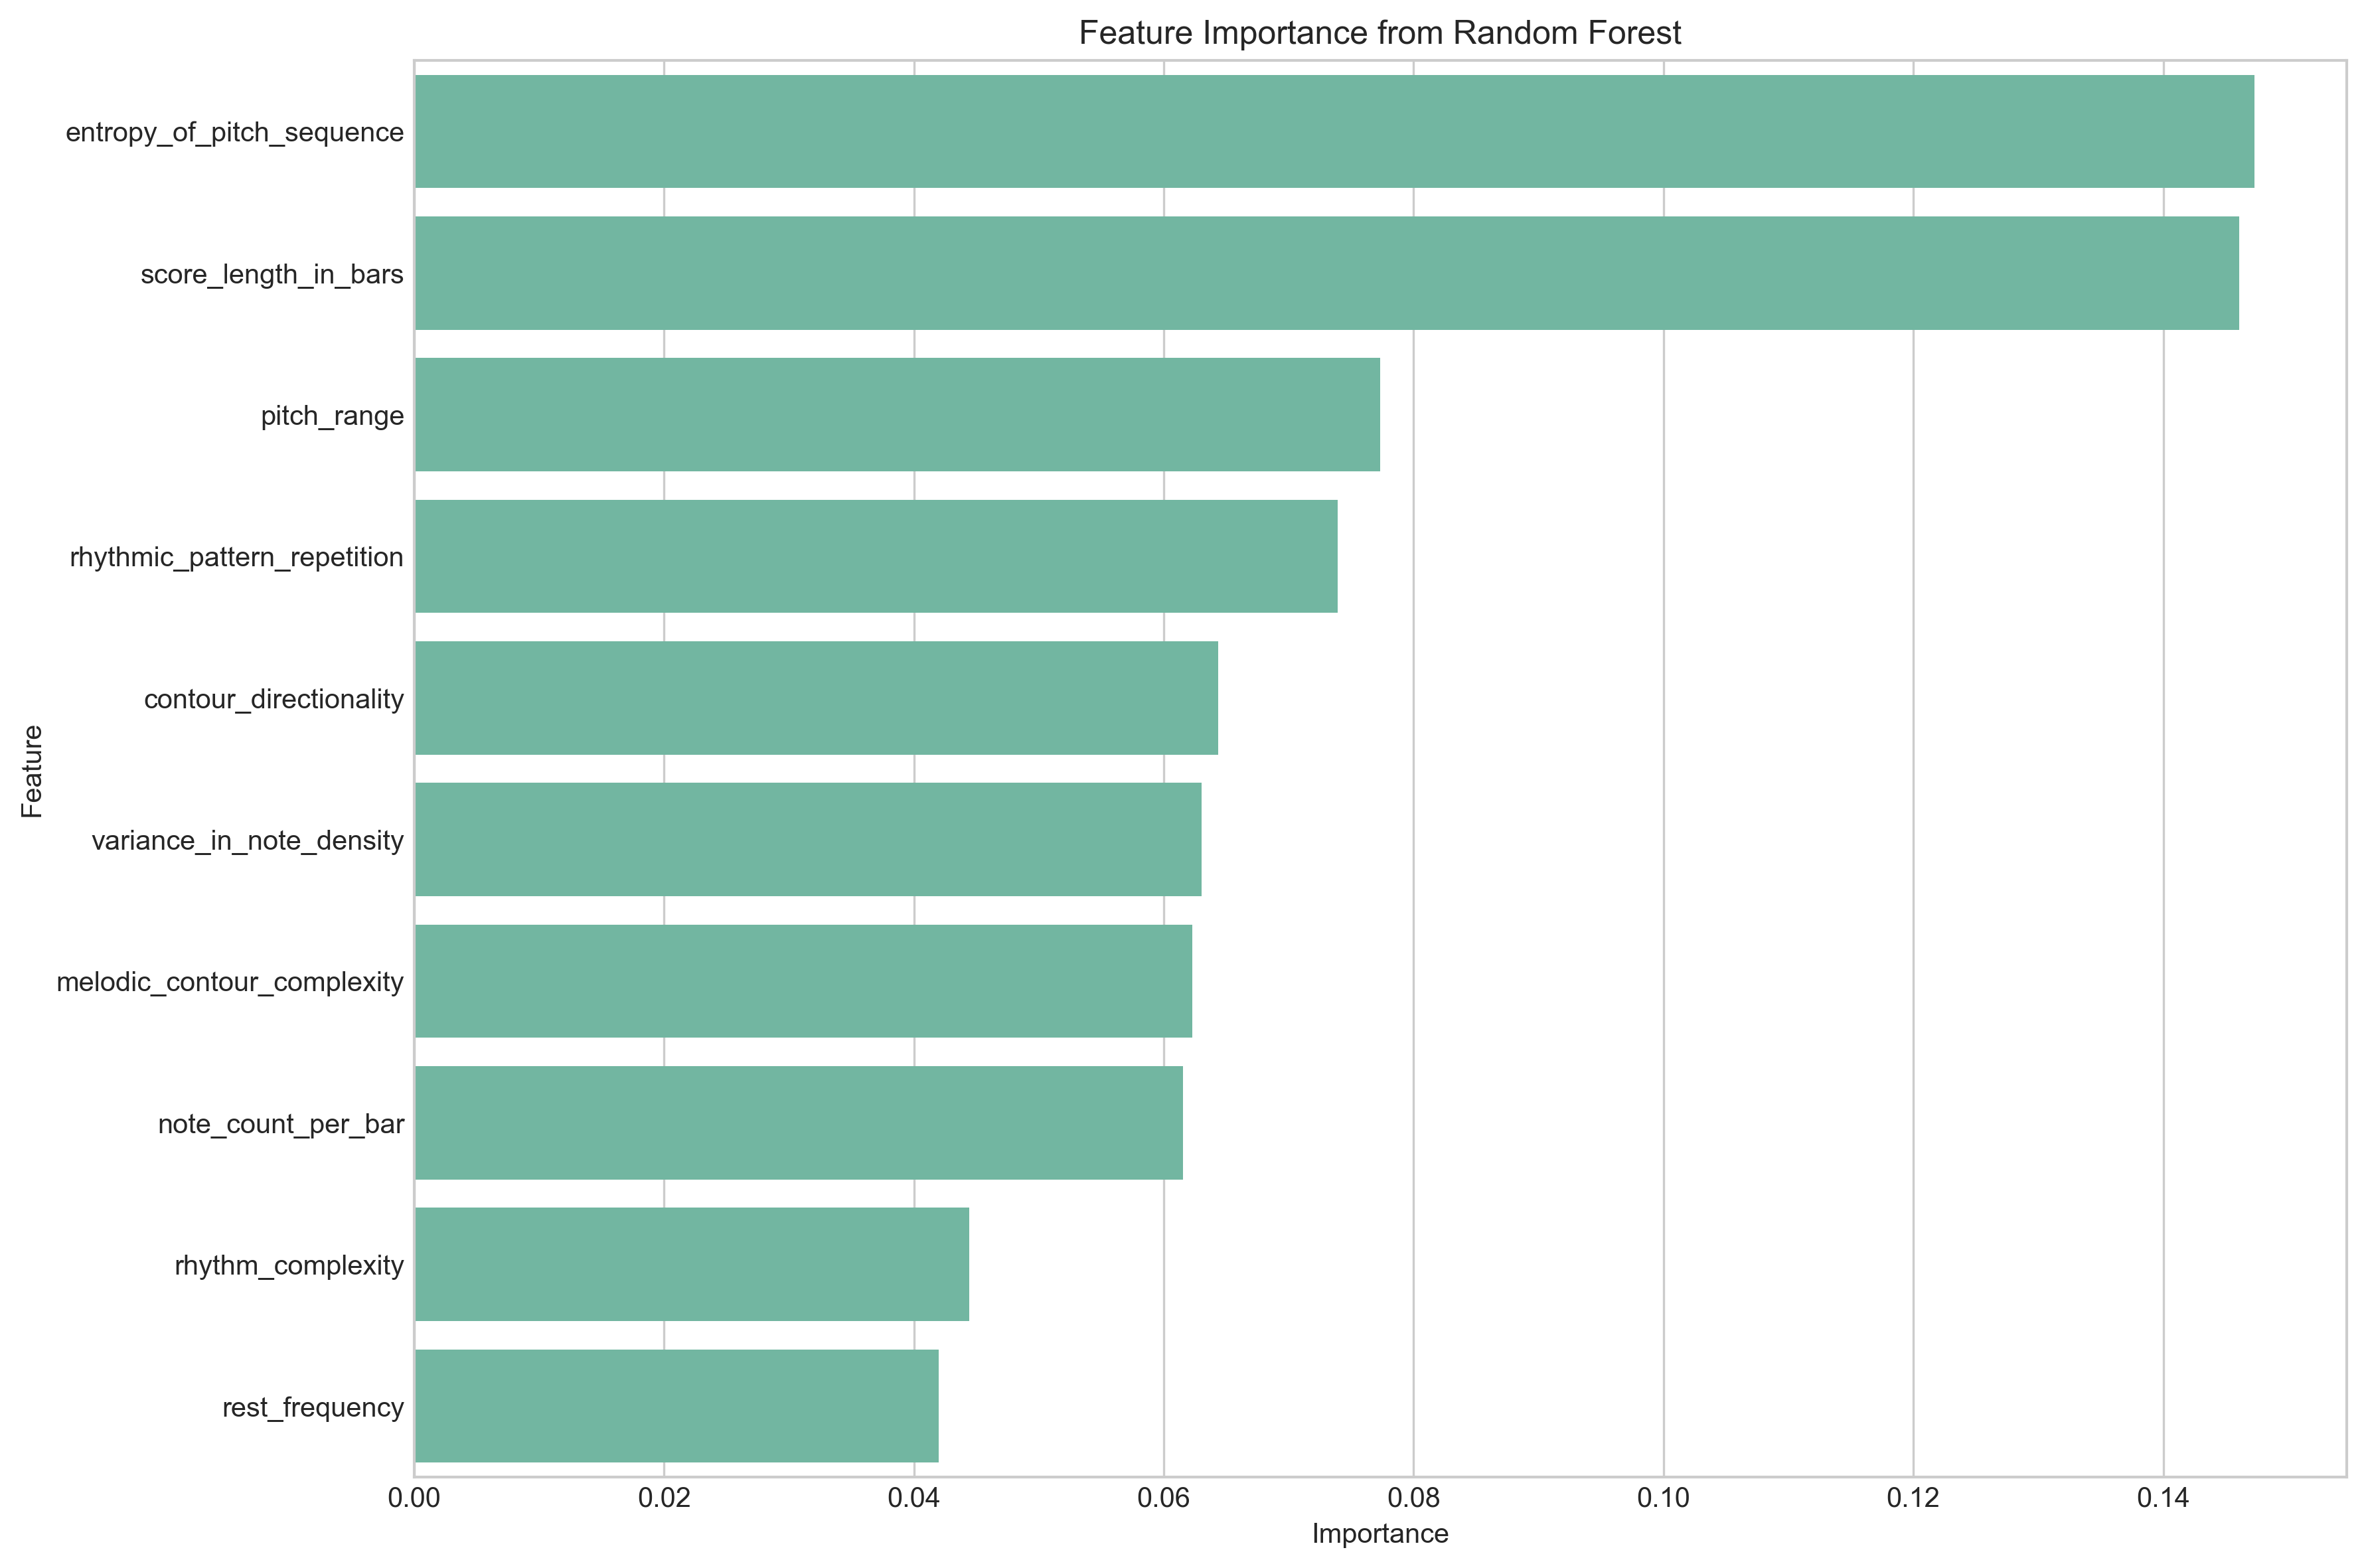 Feature Importance from Random Forest
entropy_of_pitch_sequence
score_length_in_bars
pitch_range
rhythmic_pattern_repetition
contour_directionality
variance_in_note_density
melodic_contour_complexity
note_count_per_bar
rhythm_complexity
rest_frequency
Feature
0.00 0.02 0.04 0.06 0.08 0.10 0.12 0.14
Importance